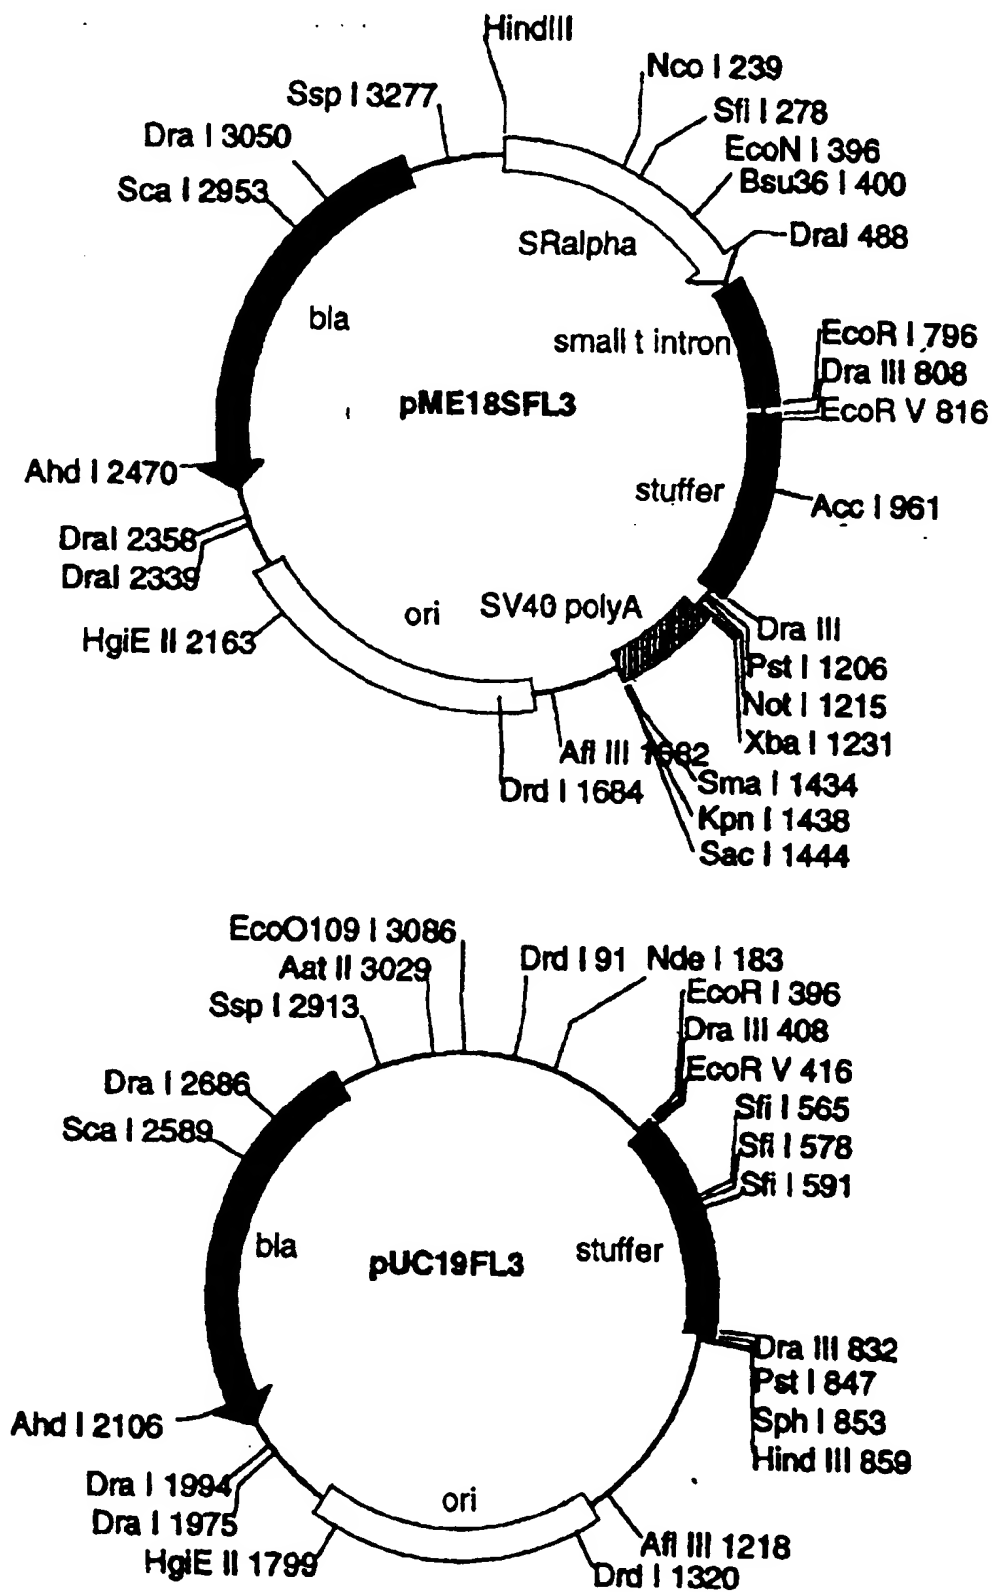 HindIII
Nco I 239
Ssp I 3277
Sfi I 278
Dra I 3050
EcoN I 396
Sca I 2953
Bsu36 I 400
DraI 488
SRalpha
bla
small t intron
EcoR I 796
Dra III 808
pME18SFL3
EcoR V 816
Ahd I 2470
stuffer
Acc I 961
DraI 2358
DraI 2339
ori
SV40 polyA
HgiE II 2163
Dra III
Pst I 1206
Not I 1215
Xba I 1231
Afl III
Sma I 1434
Drd I 1684
Kpn I 1438
Sac I 1444
EcoO109 I 3086
Aat II 3029
Drd I 91
Nde I 183
Ssp I 2913
EcoR I 396
Dra III 408
Dra I 2686
EcoR V 416
Sca I 2589
Sfi I 565
Sfi I 578
Sfi I 591
bla
pUC19FL3
stuffer
Dra III 832
Pst I 847
Ahd I 2106
Sph I 853
Hind III 859
Dra I 1994
ori
Dra I 1975
HgiE II 1799
Afl III 1218
Drd I 1320